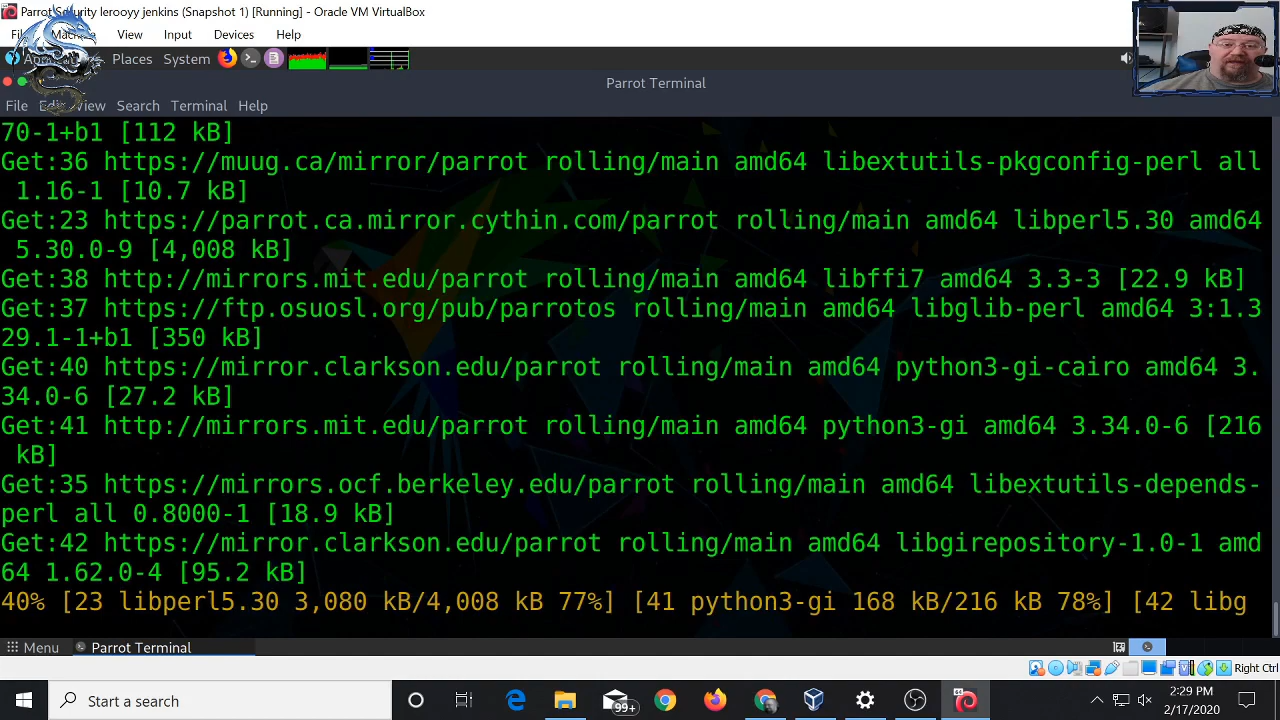 Parrot Security lerooyy jenkins (Snapshot 1) [Running] - Oracle VM VirtualBox
View Input Devices Help
Places System
Parrot Terminal
File Edit View Search Terminal Help
70-1+b1 [112 kB]
Get:36 https://muug.ca/mirror/parrot rolling/main amd64 libextutils-pkgconfig-perl all
1.16-1 [10.7 kB]
Get:23 https://parrot.ca.mirror.cythin.com/parrot rolling/main amd64 libperl5.30 amd64
5.30.0-9 [4,008 kB]
Get:38 http://mirrors.mit.edu/parrot rolling/main amd64 libffi7 amd64 3.3-3 [22.9 kB]
Get:37 https://ftp.osuosl.org/pub/parrotos rolling/main amd64 libglib-perl amd64 3:1.3
29.1-1+b1 [350 kB]
Get:40 https://mirror.clarkson.edu/parrot rolling/main amd64 python3-gi-cairo amd64 3.
34.0-6 [27.2 kB]
Get:41 http://mirrors.mit.edu/parrot rolling/main amd64 python3-gi amd64 3.34.0-6 [216
kB]
Get:35 https://mirrors.ocf.berkeley.edu/parrot rolling/main amd64 libextutils-depends-
perl all 0.8000-1 [18.9 kB]
Get:42 https://mirror.clarkson.edu/parrot rolling/main amd64 libgirepository-1.0-1 amd
64 1.62.0-4 [95.2 kB]
40% [23 libperl5.30 3,080 kB/4,008 kB 77%] [41 python3-gi 168 kB/216 kB 78%] [42 libg
Menu Parrot Terminal
Right Ctrl
Start a search
99+
2:29 PM
2/17/2020